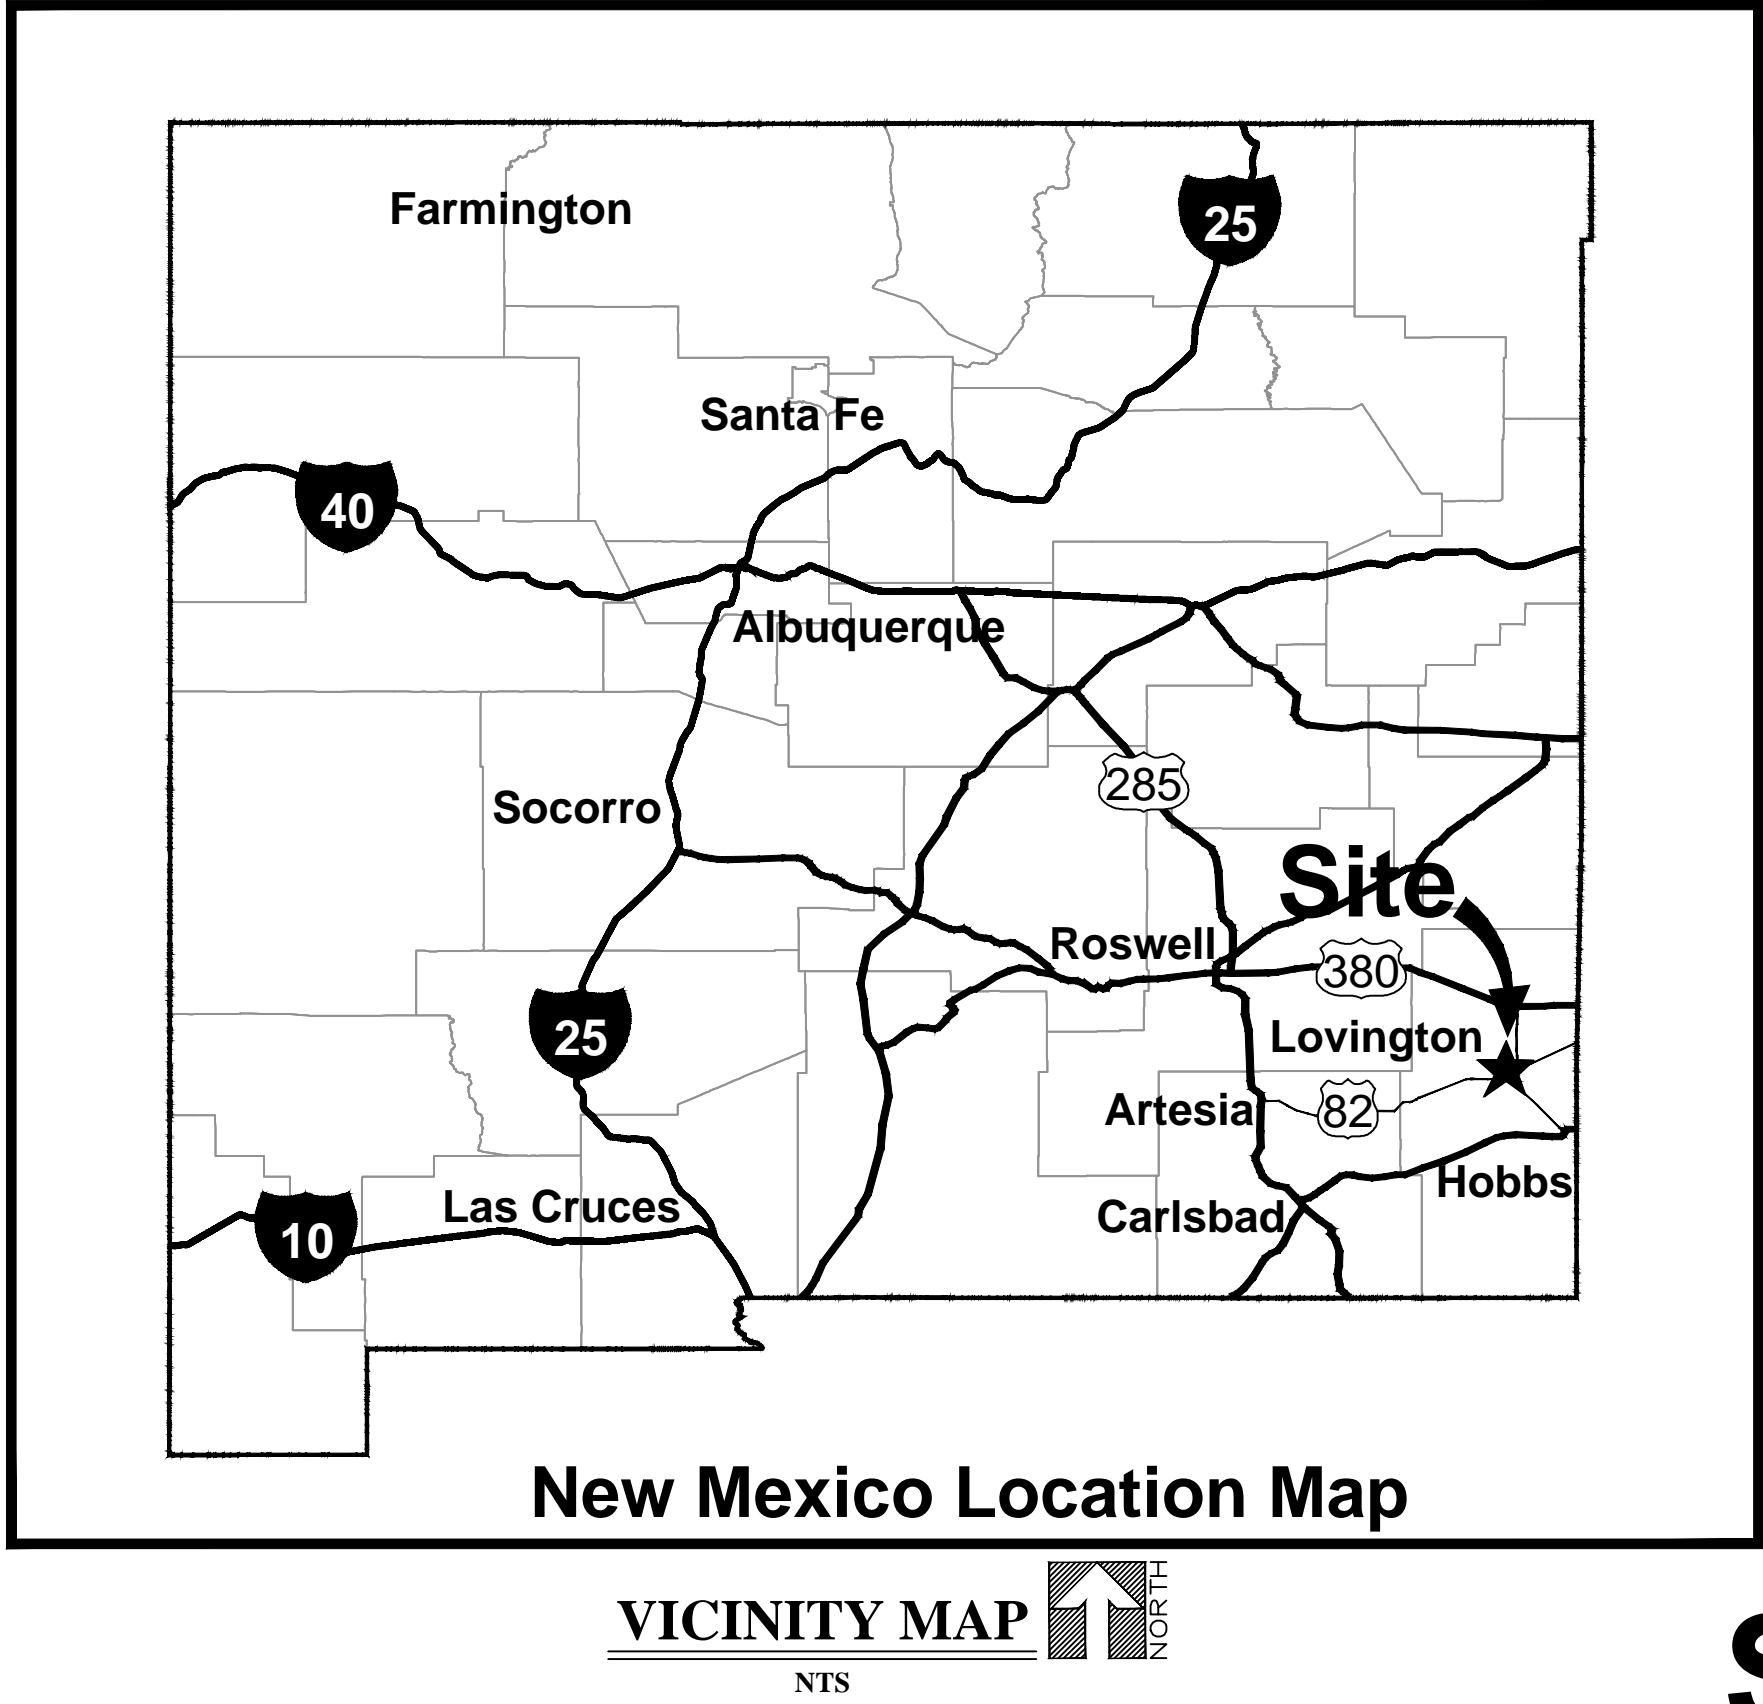 Farmington
25
Santa Fe
40
Albuquerque
285
Socorro
Site
Roswell
380
25
Lovington
Artesia
82
Hobbs
Las Cruces
Carlsbad
10
New Mexico Location Map
VICINITY MAP
NORTH
NTS